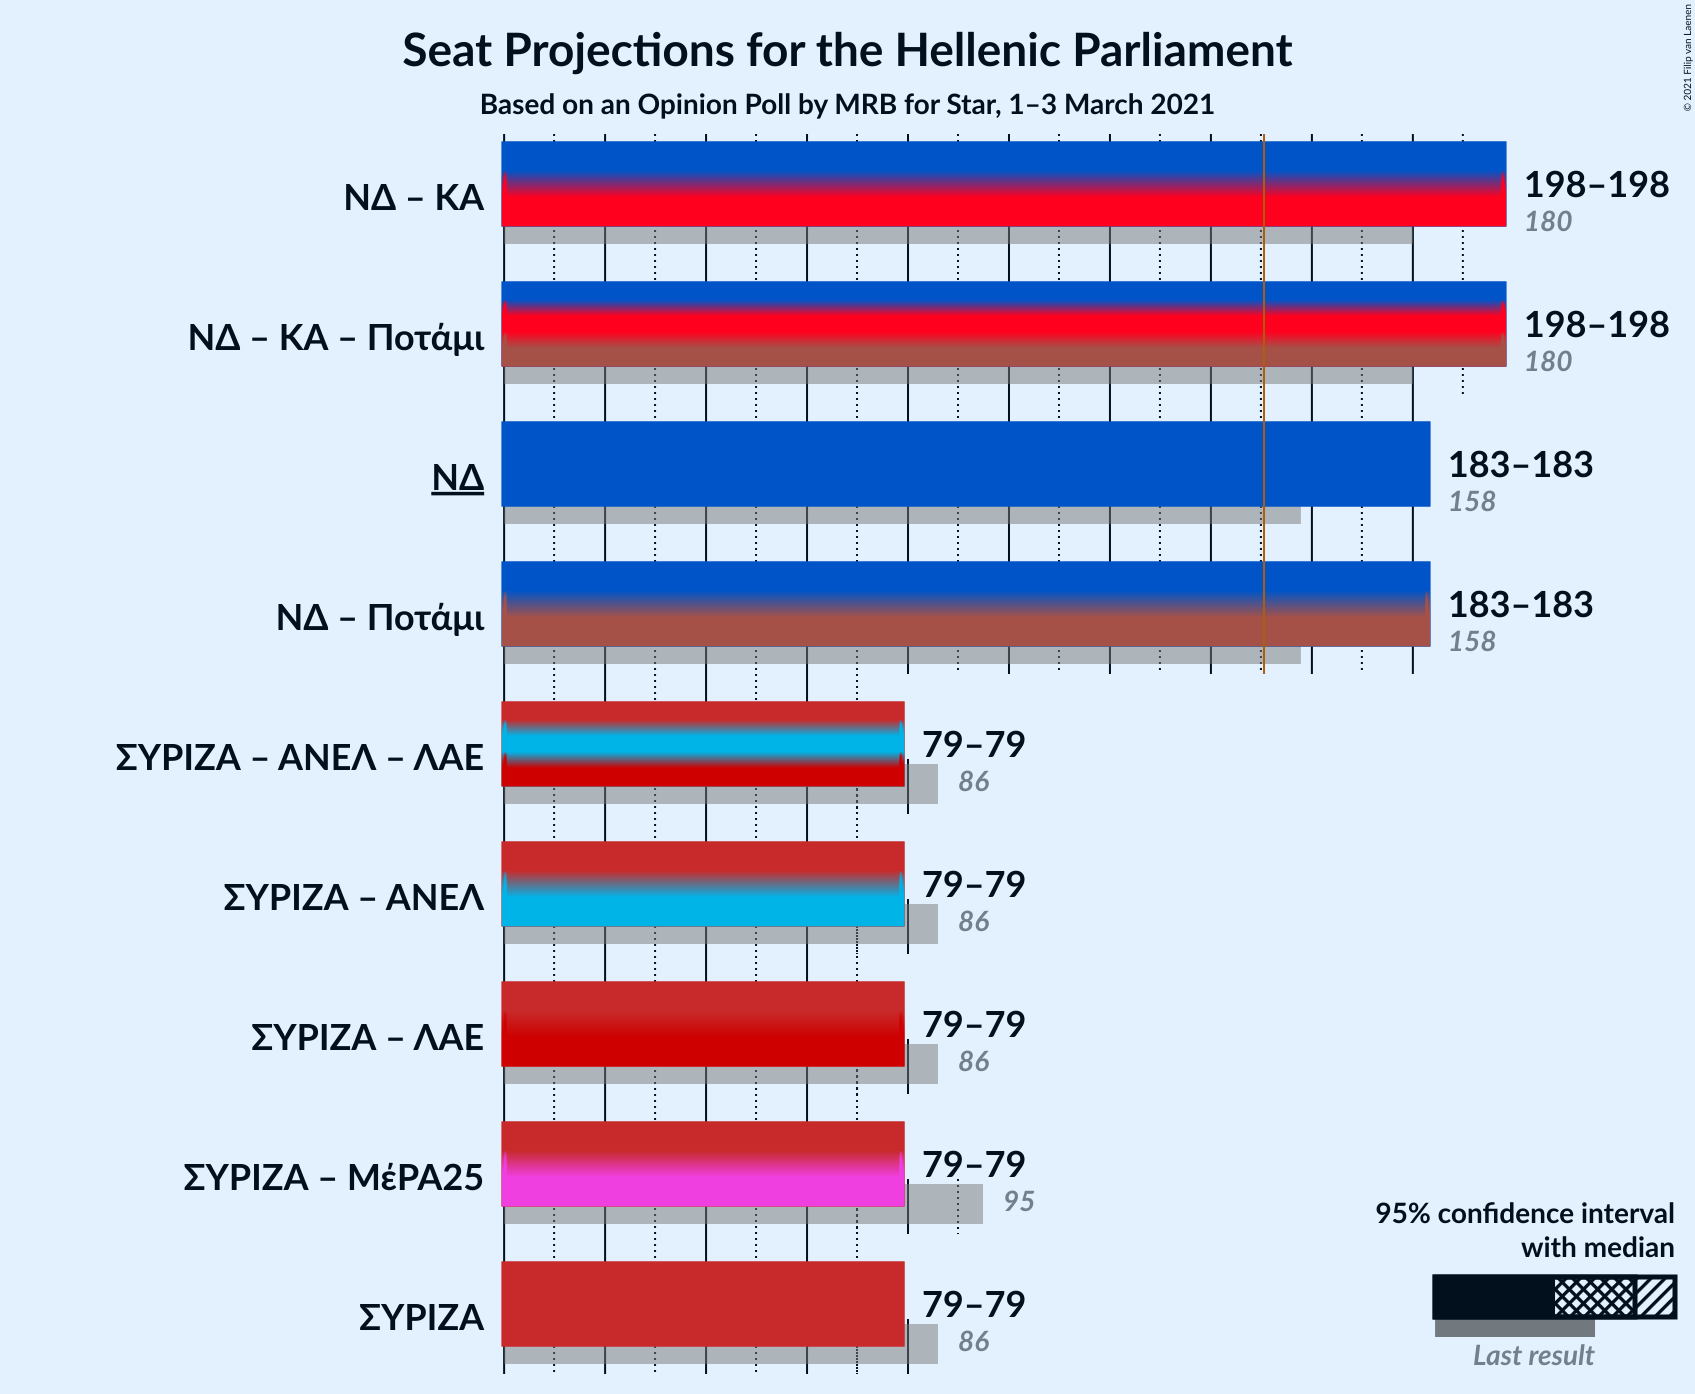 Seat Projections for the Hellenic Parliament
Based on an Opinion Poll by MRB for Star, 1–3 March 2021
© 2021 Filip van Laenen
ΝΔ – ΚΑ
198–198
180
ΝΔ – ΚΑ – Ποτάμι
198–198
180
ΝΔ
183–183
158
ΝΔ – Ποτάμι
183–183
158
ΣΥΡΙΖΑ – ΑΝΕΛ – ΛΑΕ
79–79
86
ΣΥΡΙΖΑ – ΑΝΕΛ
79–79
86
ΣΥΡΙΖΑ – ΛΑΕ
79–79
86
ΣΥΡΙΖΑ – ΜέΡΑ25
79–79
95
ΣΥΡΙΖΑ
79–79
86
95% confidence interval
with median
Last result